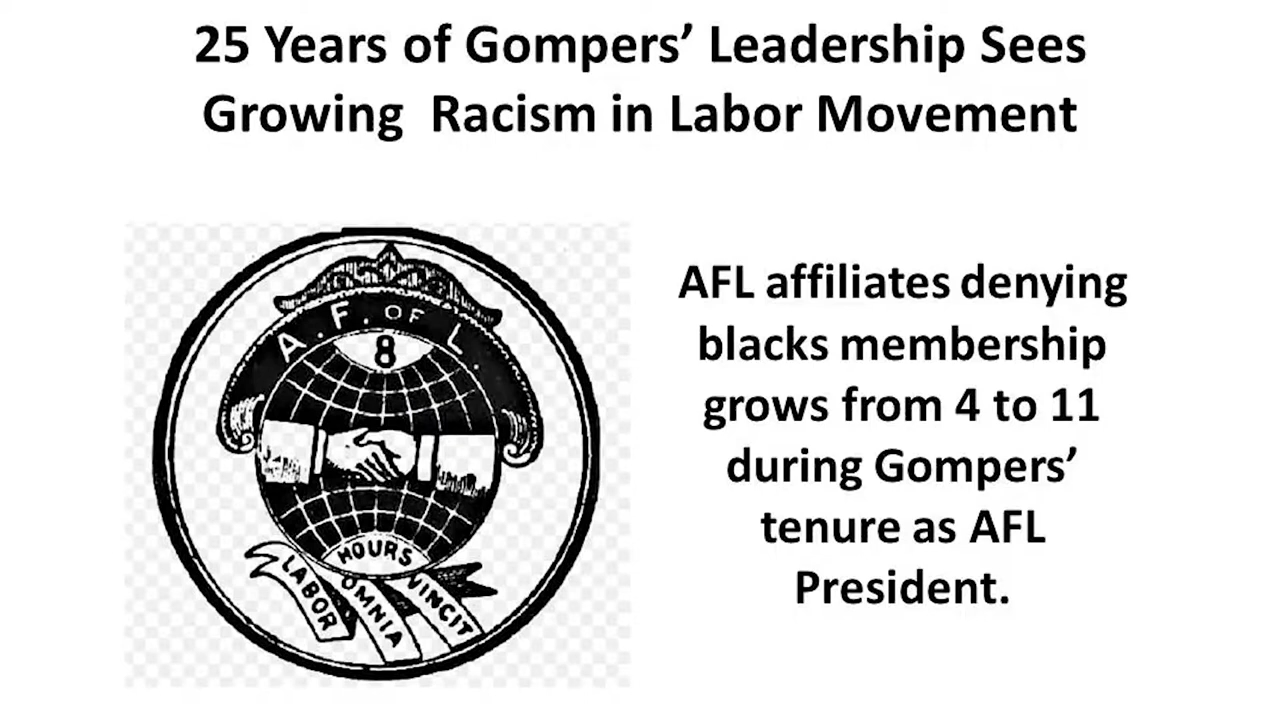 25 Years of Gompers’ Leadership Sees
Growing  Racism in Labor Movement
A.F. OF L.
8
HOURS
LABOR
OMNIA
VINCIT
AFL affiliates denying
blacks membership
grows from 4 to 11
during Gompers’
tenure as AFL
President.